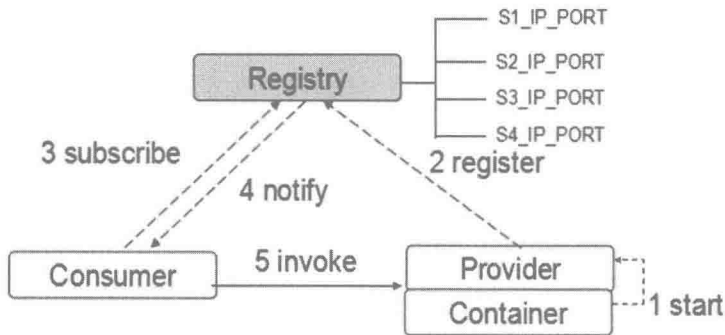 S1_IP_PORT
Registry
S2_IP_PORT
S3_IP_PORT
S4_IP_PORT
3 subscribe
2 register
4 notify
Consumer
5 invoke
Provider
Container
1 start